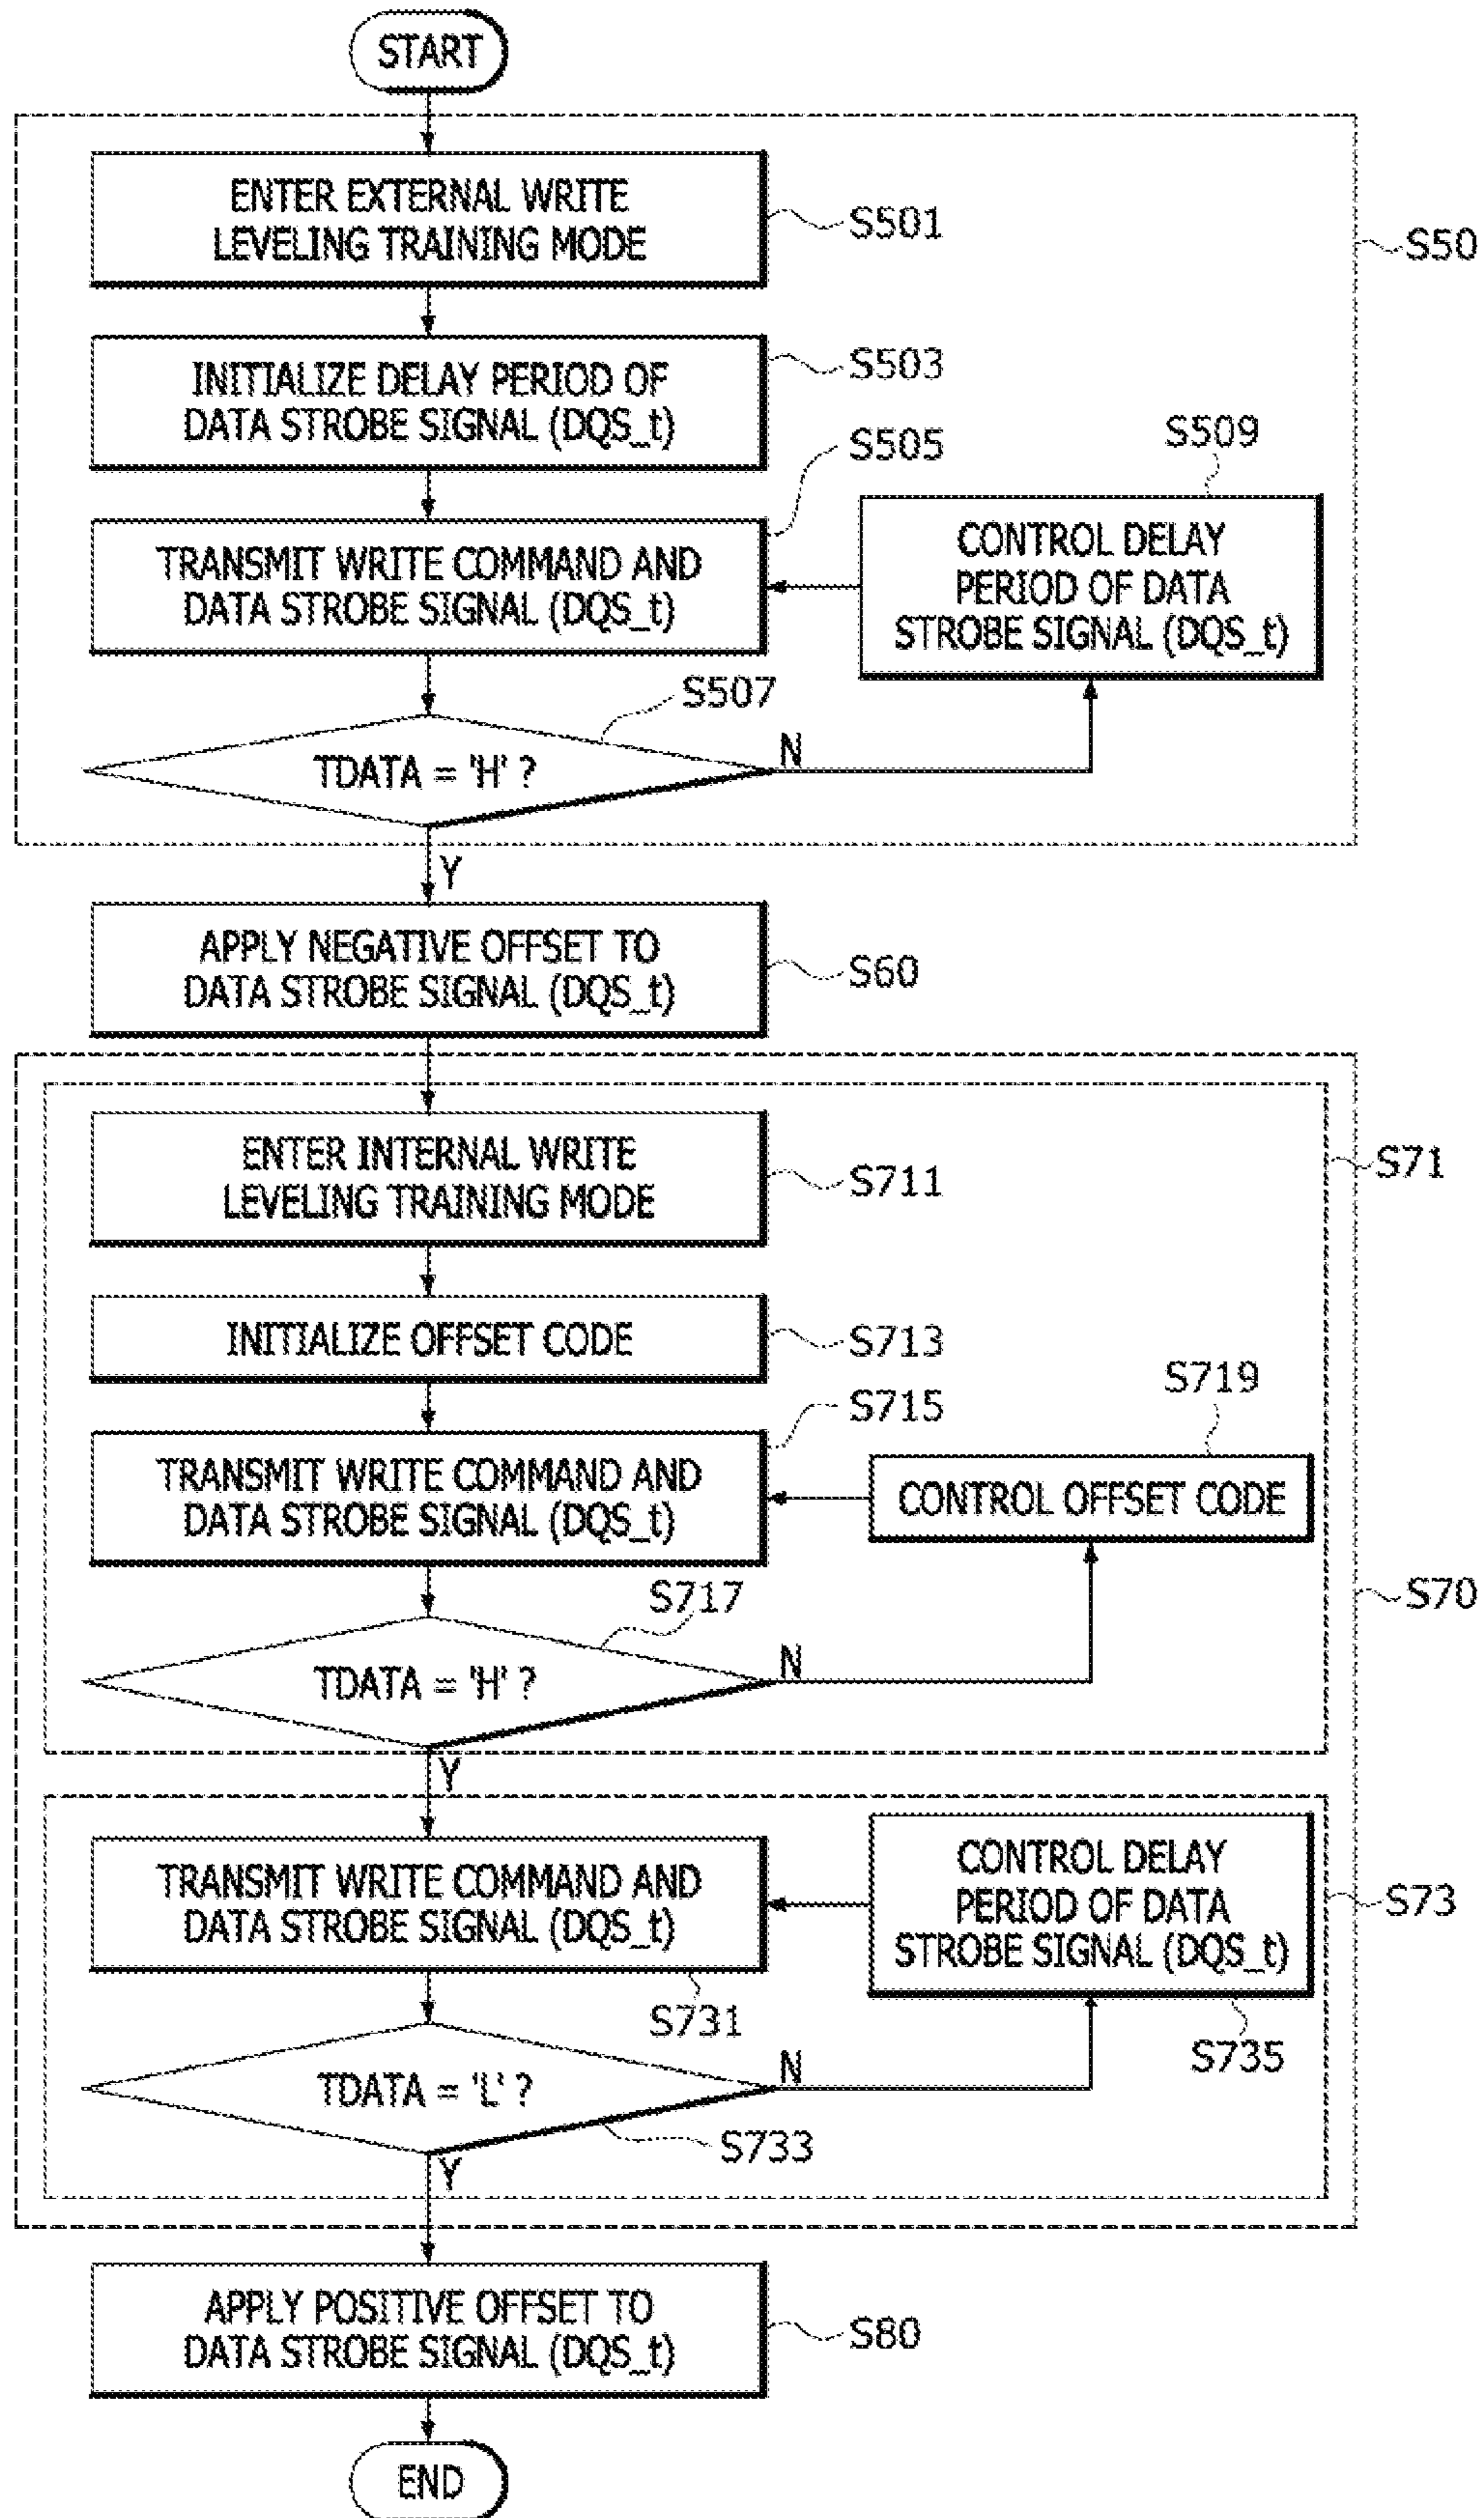 START
ENTER EXTERNAL WRITE
LEVELING TRAINING MODE
S501
S50
INITIALIZE DELAY PERIOD OF
DATA STROBE SIGNAL (DQS_t)
S503
S505
S509
TRANSMIT WRITE COMMAND AND
DATA STROBE SIGNAL (DQS_t)
CONTROL DELAY
PERIOD OF DATA
STROBE SIGNAL (DQS_t)
S507
TDATA = 'H' ?
N
Y
APPLY NEGATIVE OFFSET TO
DATA STROBE SIGNAL (DQS_t)
S60
ENTER INTERNAL WRITE
LEVELING TRAINING MODE
S711
S71
INITIALIZE OFFSET CODE
S713
S715
S719
TRANSMIT WRITE COMMAND AND
DATA STROBE SIGNAL (DQS_t)
CONTROL OFFSET CODE
S717
S70
TDATA = 'H' ?
N
Y
TRANSMIT WRITE COMMAND AND
DATA STROBE SIGNAL (DQS_t)
CONTROL DELAY
PERIOD OF DATA
STROBE SIGNAL (DQS_t)
S73
S731
S735
TDATA = 'L' ?
N
S733
Y
APPLY POSITIVE OFFSET TO
DATA STROBE SIGNAL (DQS_t)
S80
END